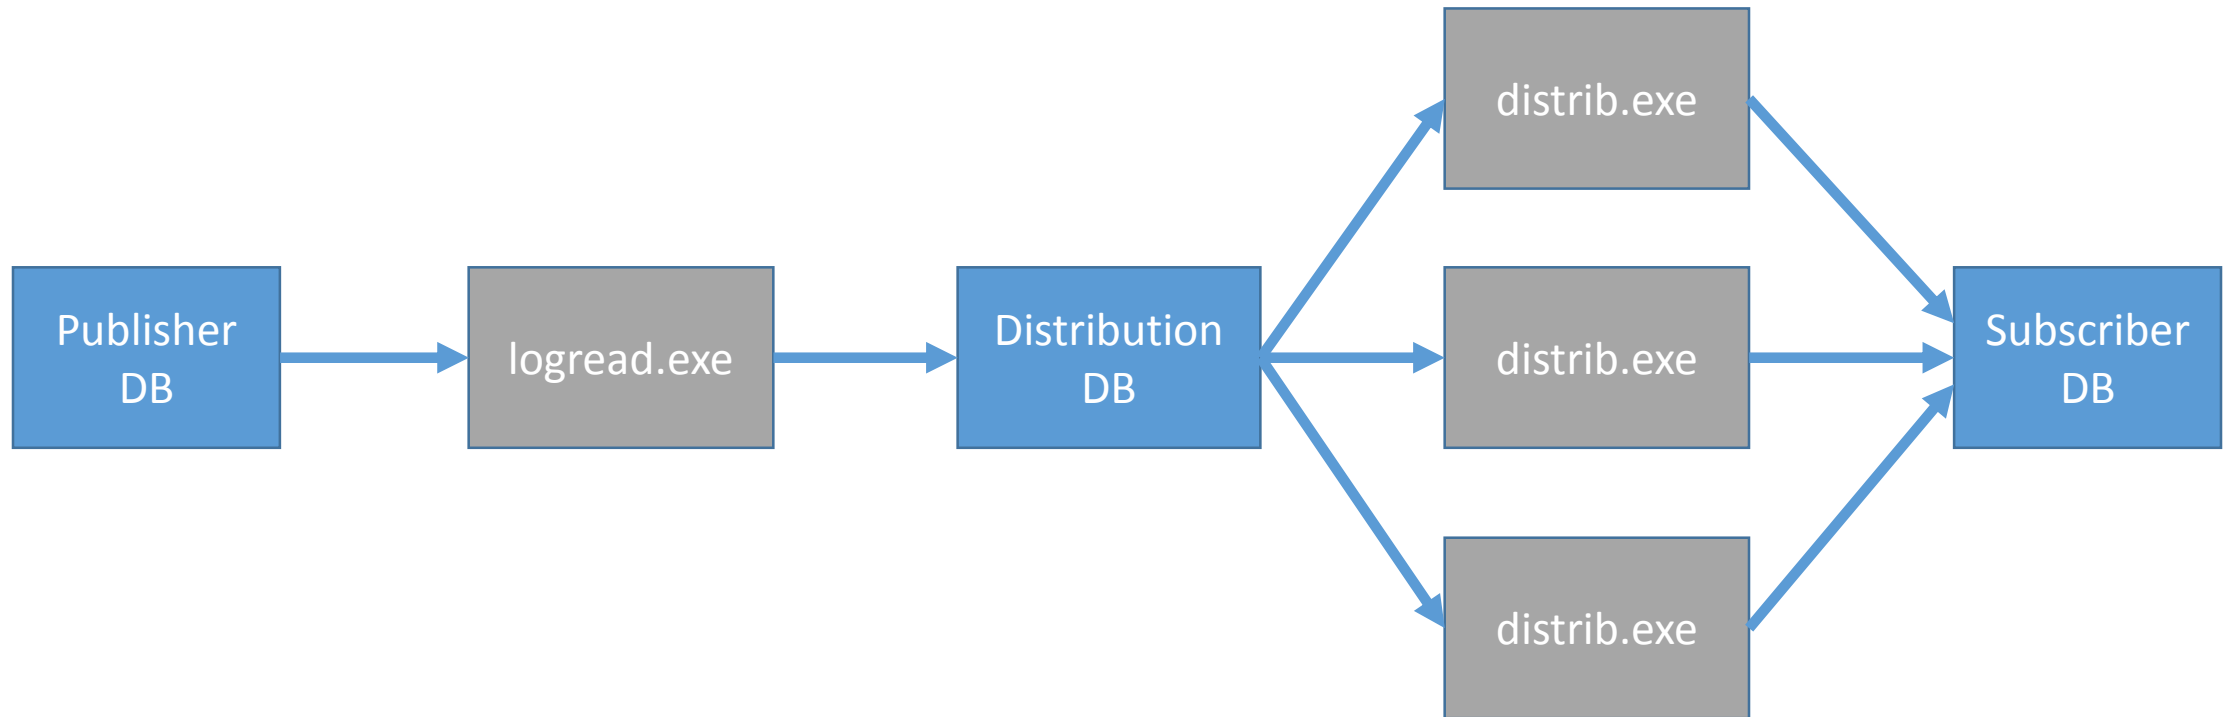 distrib.exe
Publisher
DB
logread.exe
Distribution
DB
distrib.exe
Subscriber
DB
distrib.exe